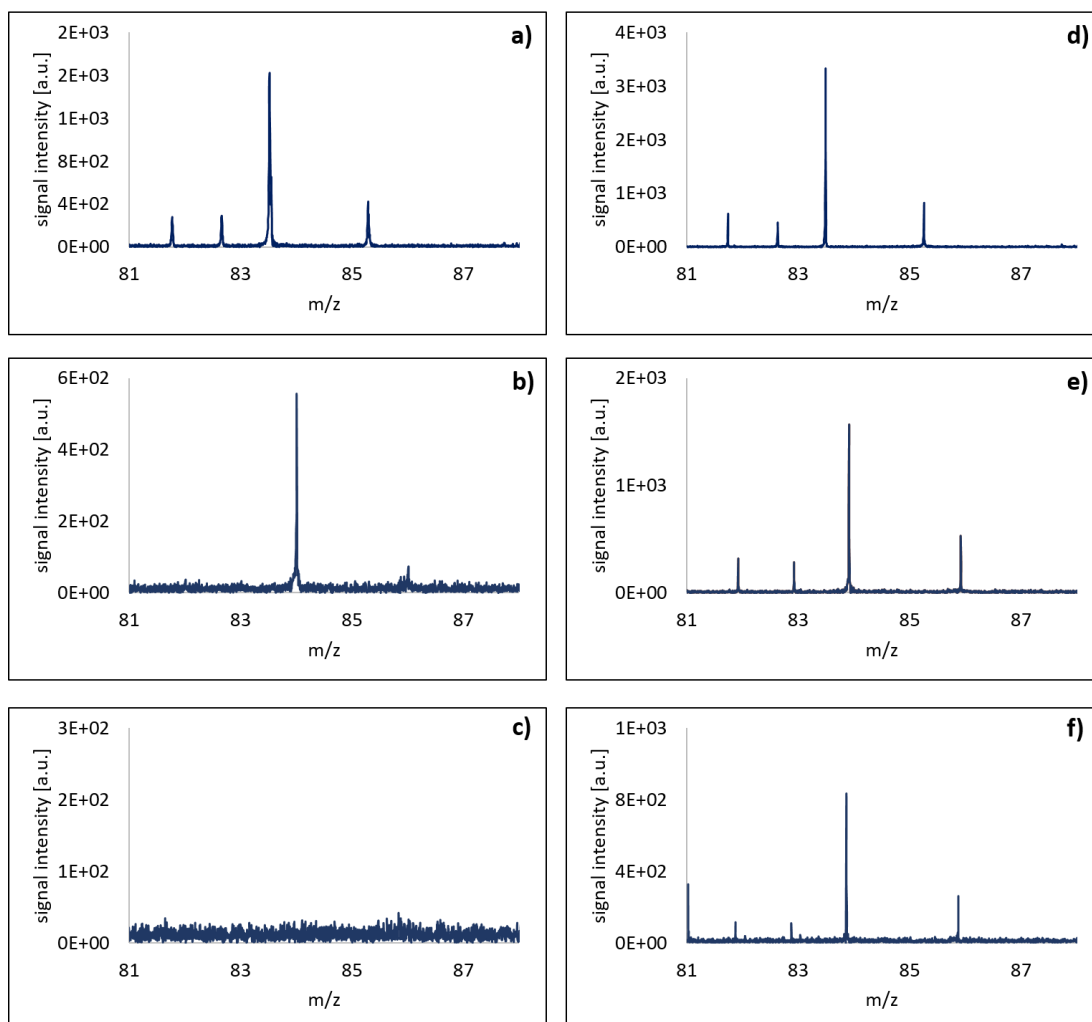 a)
signal intensity [a.u.]
2E+03
2E+03
1E+03
8E+02
4E+02
0E+00
81 83 85 87
m/z
d)
signal intensity [a.u.]
4E+03
3E+03
2E+03
1E+03
0E+00
81 83 85 87
m/z
b)
signal intensity [a.u.]
6E+02
4E+02
2E+02
0E+00
81 83 85 87
m/z
e)
signal intensity [a.u.]
2E+03
1E+03
0E+00
81 83 85 87
m/z
c)
signal intensity [a.u.]
3E+02
2E+02
1E+02
0E+00
81 83 85 87
m/z
f)
signal intensity [a.u.]
1E+03
8E+02
4E+02
0E+00
81 83 85 87
m/z